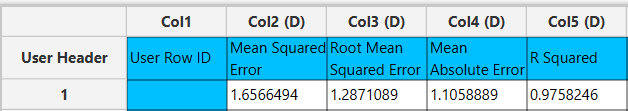 Col1 Col2 (D) Col3 (D) Col4 (D) Col5 (D)
User Header User Row ID Mean Squared Error Root Mean Squared Error Mean Absolute Error R Squared
1 1.6566494 1.2871089 1.1058889 0.9758246